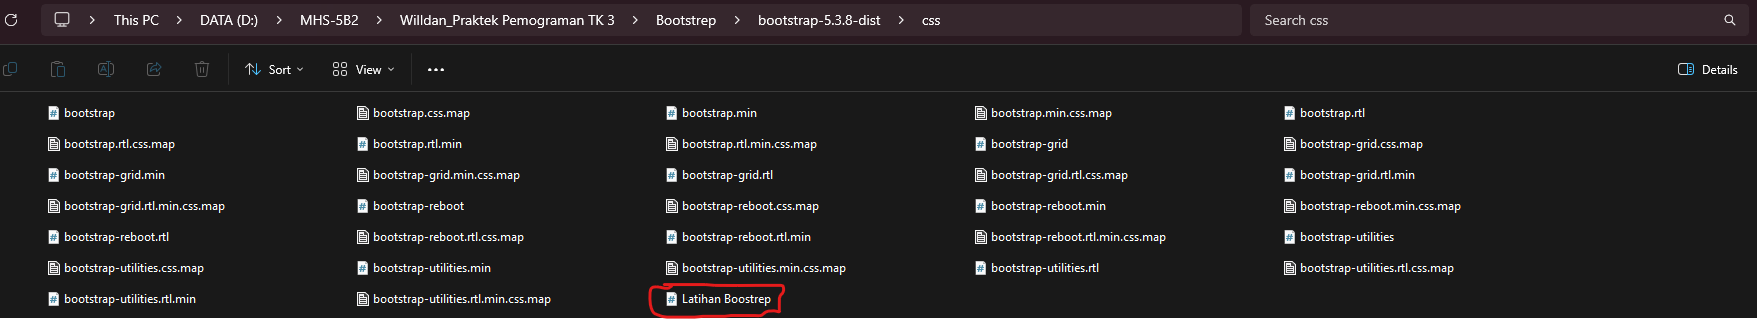 This PC > DATA (D:) > MHS-5B2 > Willdan_Praktek Pemograman TK 3 > Bootstrep > bootstrap-5.3.8-dist > css
Search css
Sort View ... Details
bootstrap bootstrap.css.map bootstrap.min bootstrap.min.css.map bootstrap.rtl
bootstrap.rtl.css.map bootstrap.rtl.min bootstrap.rtl.min.css.map bootstrap-grid bootstrap-grid.css.map
bootstrap-grid.min bootstrap-grid.min.css.map bootstrap-grid.rtl bootstrap-grid.rtl.css.map bootstrap-grid.rtl.min
bootstrap-grid.rtl.min.css.map bootstrap-reboot bootstrap-reboot.css.map bootstrap-reboot.min bootstrap-reboot.min.css.map
bootstrap-reboot.rtl bootstrap-reboot.rtl.css.map bootstrap-reboot.rtl.min bootstrap-reboot.rtl.min.css.map bootstrap-utilities
bootstrap-utilities.css.map bootstrap-utilities.min bootstrap-utilities.min.css.map bootstrap-utilities.rtl bootstrap-utilities.rtl.css.map
bootstrap-utilities.rtl.min bootstrap-utilities.rtl.min.css.map Latihan Boostrep